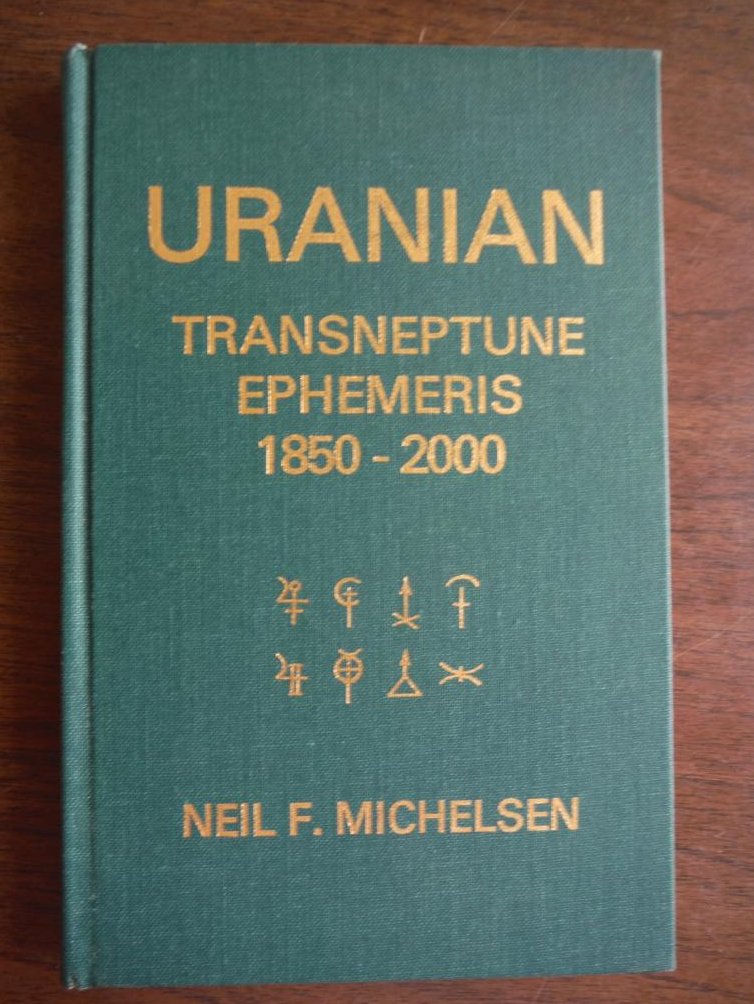 URANIAN
TRANSNEPTUNE
EPHEMERIS
1850 - 2000
NEIL F. MICHELSEN